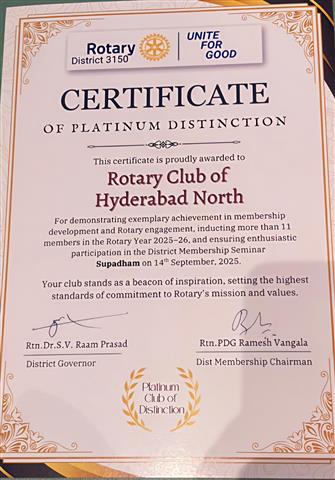 Rotary
District 3150
UNITE
FOR
GOOD
CERTIFICATE
OF PLATINUM DISTINCTION
This certificate is proudly awarded to
Rotary Club of
Hyderabad North
For demonstrating exemplary achievement in membership
development and Rotary engagement, inducting more than 11
members in the Rotary Year 2025-26, and ensuring enthusiastic
participation in the District Membership Seminar
Supadham on 14th September, 2025.
Your club stands as a beacon of inspiration, setting the highest
standards of commitment to Rotary's mission and values.
Rtn.Dr.S.V. Raam Prasad
District Governor
Rtn.PDG Ramesh Vangala
Dist Membership Chairman
Platinum
Club of
Distinction